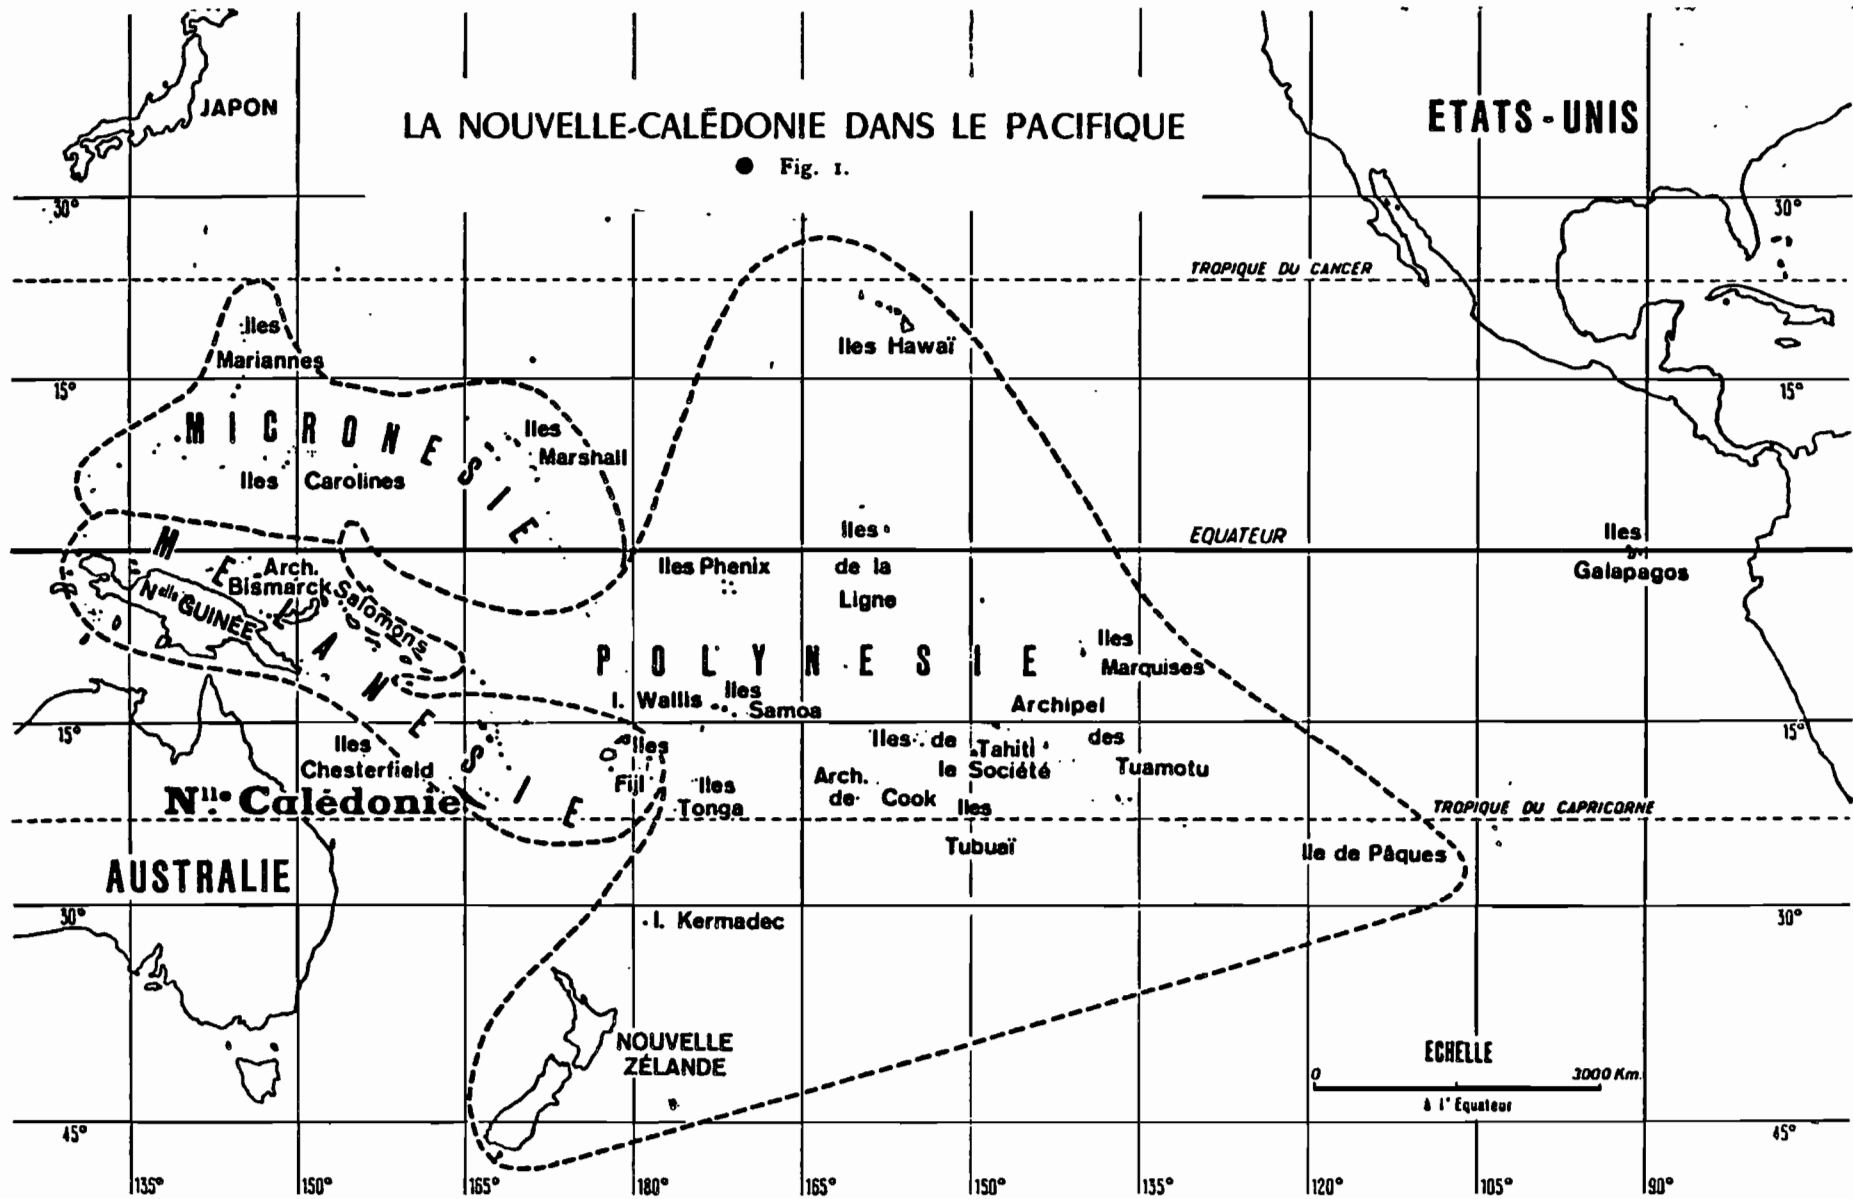 JAPON
LA NOUVELLE-CALÉDONIE DANS LE PACIFIQUE
Fig. 1.
ETATS-UNIS
30°
30°
TROPIQUE DU CANCER
Iles
Mariannes
Iles Hawaï
15°
15°
MICRONESIE
Iles
Marshall
Iles Carolines
EQUATEUR
Iles
Galapagos
Iles
de la
Ligne
Iles Phenix
MELANESIE
Arch.
Bismarck
Salomons
Nelle GUINÉE
POLYNESIE
Iles
Marquises
I. Wallis
Iles
Samoa
Archipel
des
Tuamotu
15°
15°
Iles
Chesterfield
Iles
Fiji
Iles
Tonga
Iles de
la Société
Tahiti
Arch.
de Cook
Iles
Tubuaï
Nlle Calédonie
TROPIQUE DU CAPRICORNE
Ile de Pâques
AUSTRALIE
30°
30°
I. Kermadec
NOUVELLE
ZÉLANDE
ECHELLE
0 3000 Km.
à l'Equateur
45°
45°
135° 150° 165° 180° 165° 150° 135° 120° 105° 90°